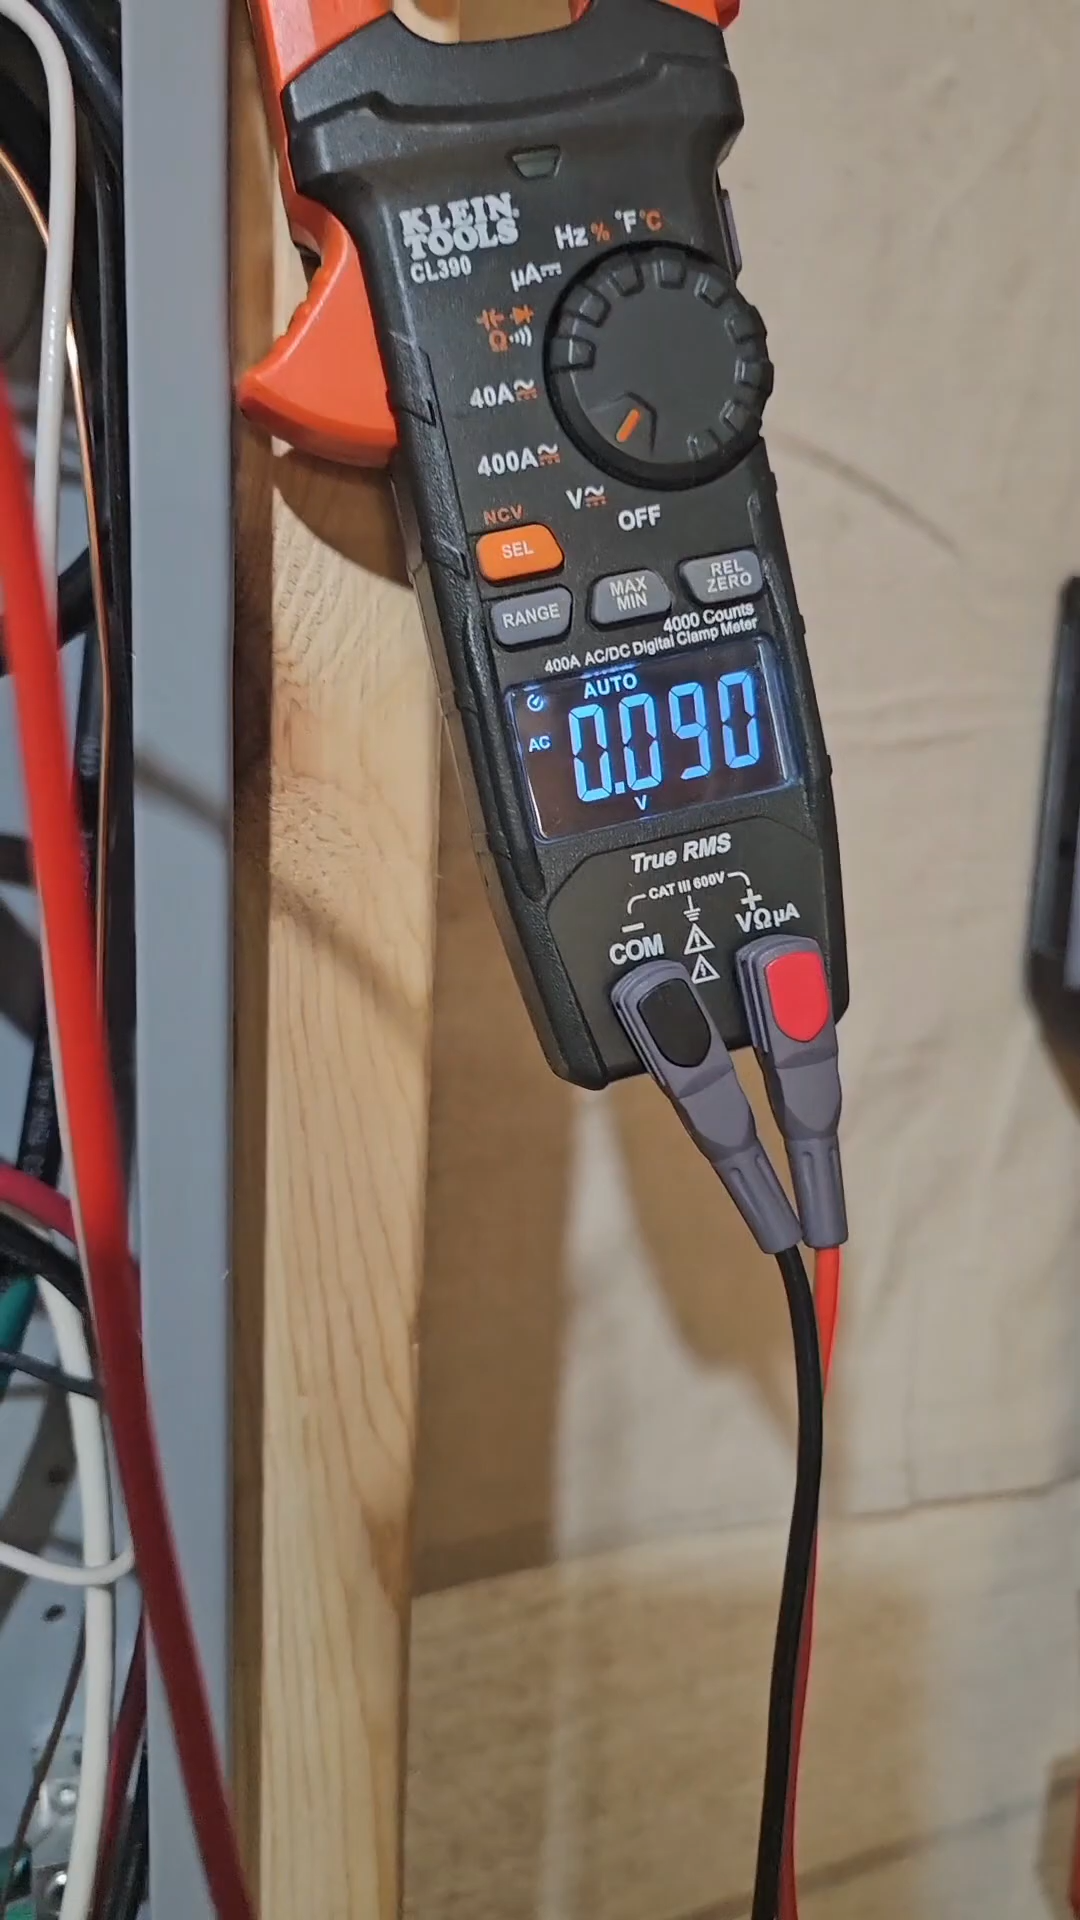 KLEIN
TOOLS
CL390
Hz % °F °C
µA
Ω
40A
400A
V
OFF
NCV
SEL
RANGE
MAX
MIN
REL
ZERO
4000 Counts
400A AC/DC Digital Clamp Meter
AUTO
AC
0.090
V
True RMS
CAT III 600V
− +
COM
VΩµA